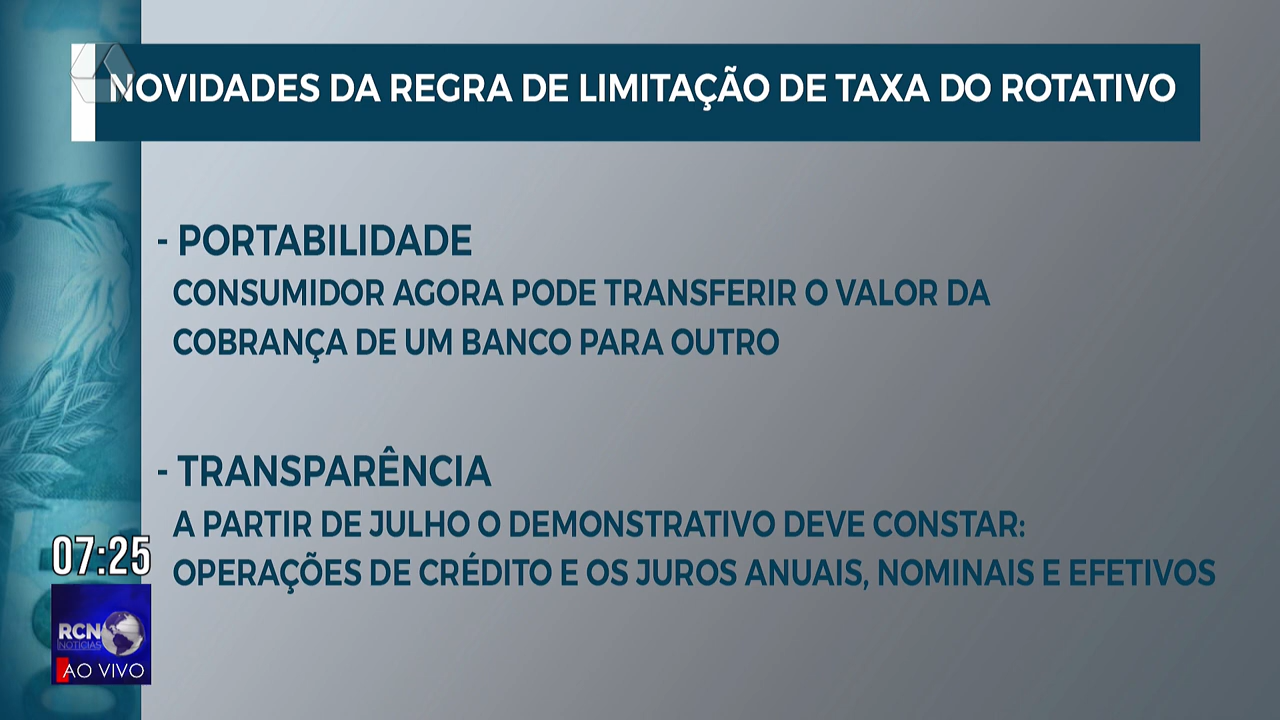 NOVIDADES DA REGRA DE LIMITAÇÃO DE TAXA DO ROTATIVO
- PORTABILIDADE
CONSUMIDOR AGORA PODE TRANSFERIR O VALOR DA
COBRANÇA DE UM BANCO PARA OUTRO
- TRANSPARÊNCIA
A PARTIR DE JULHO O DEMONSTRATIVO DEVE CONSTAR:
OPERAÇÕES DE CRÉDITO E OS JUROS ANUAIS, NOMINAIS E EFETIVOS
07:25
RCN
NOTÍCIAS
AO VIVO